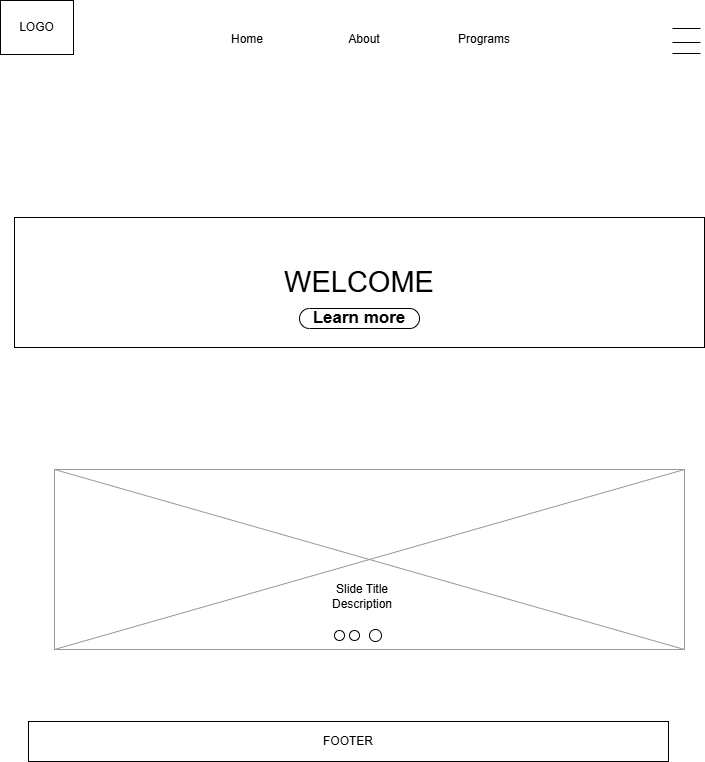 LOGO
Home About Programs
WELCOME
Learn more
Slide Title
Description
FOOTER